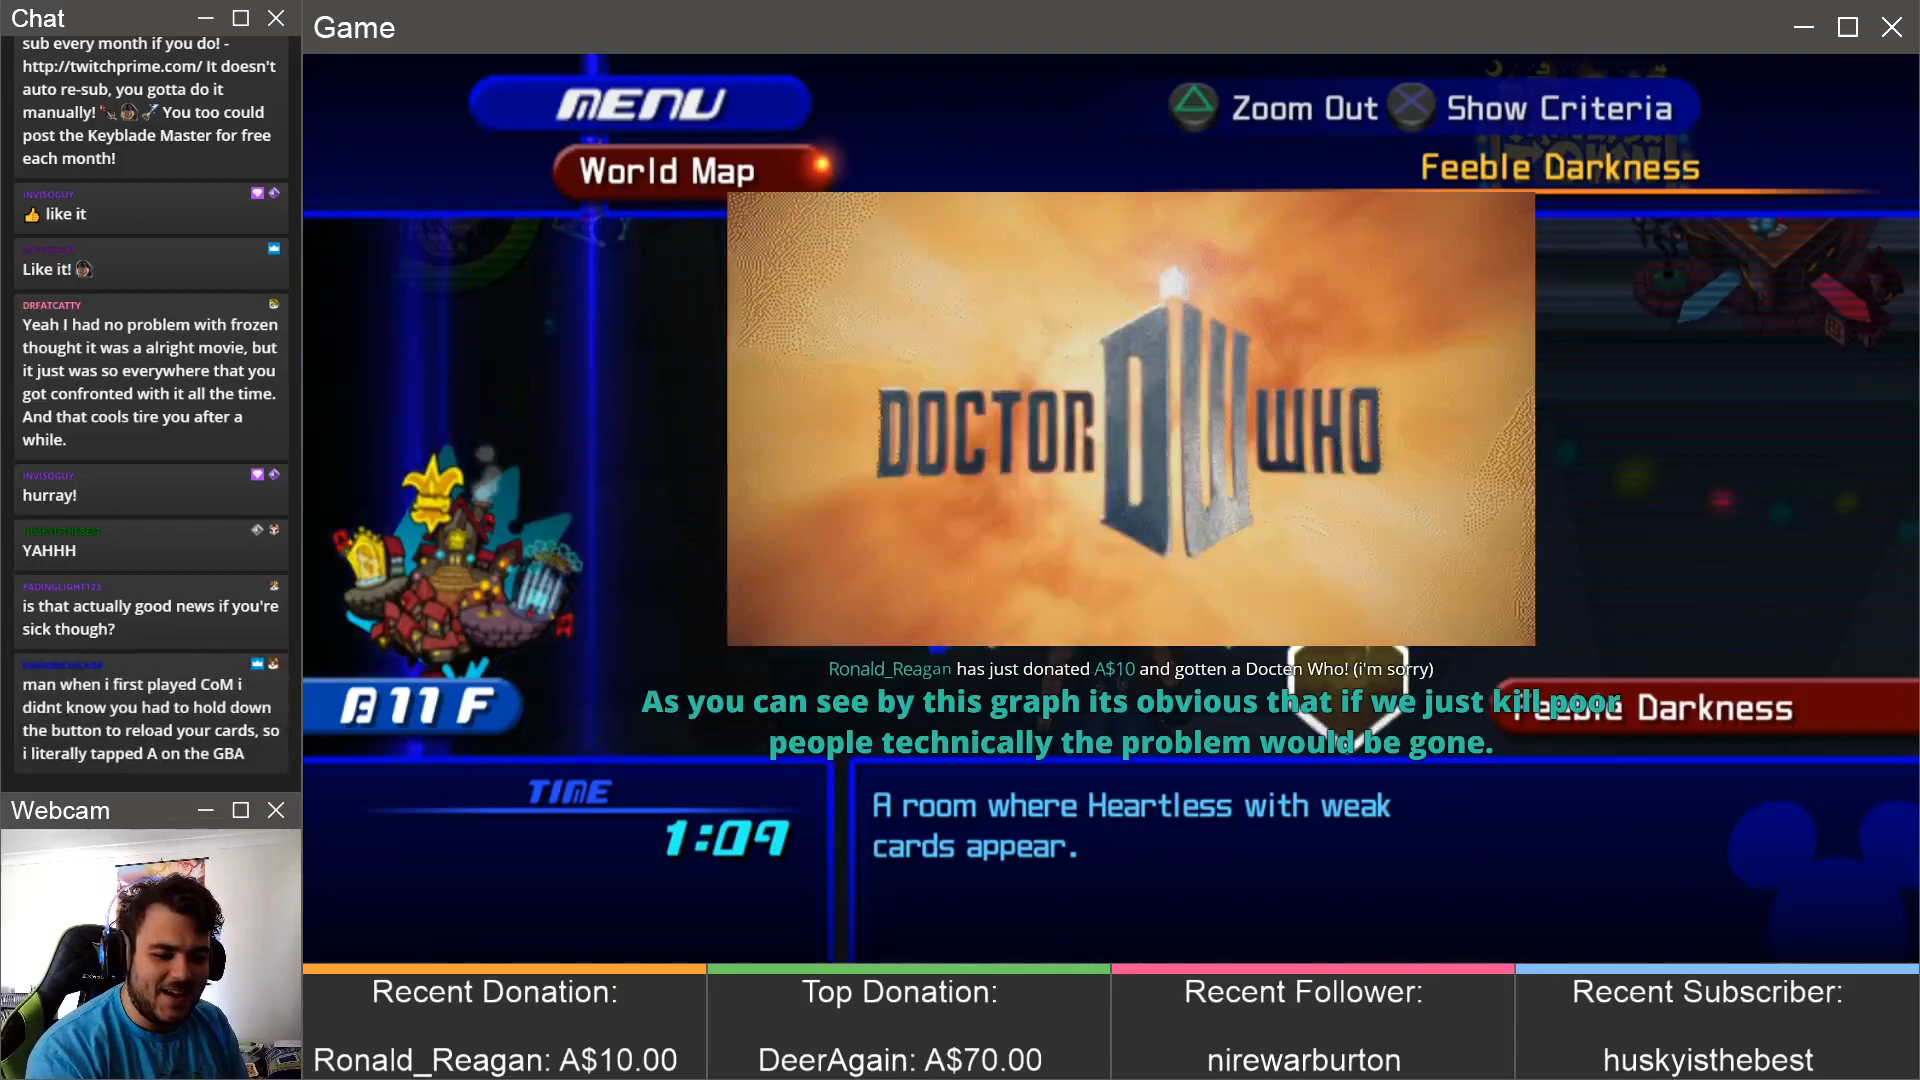 Chat
sub every month if you do! -
http://twitchprime.com/ It doesn't
auto re-sub, you gotta do it
manually! You too could
post the Keyblade Master for free
each month!
INVISOGUY
👍 like it
Like it!
DRFATCATTY
Yeah I had no problem with frozen
thought it was a alright movie, but
it just was so everywhere that you
got confronted with it all the time.
And that cools tire you after a
while.
INVISOGUY
hurray!
HUSKYISTHEBEST
YAHHH
FADINGLIGHT123
is that actually good news if you're
sick though?
man when i first played CoM i
didnt know you had to hold down
the button to reload your cards, so
i literally tapped A on the GBA
Webcam
Game
MENU
Zoom Out
Show Criteria
World Map
Feeble Darkness
DOCTOR DW WHO
Ronald_Reagan has just donated A$10 and gotten a Docten Who! (i'm sorry)
As you can see by this graph its obvious that if we just kill poor
people technically the problem would be gone.
B11F
Feeble Darkness
TIME
1:09
A room where Heartless with weak
cards appear.
Recent Donation:
Ronald_Reagan: A$10.00
Top Donation:
DeerAgain: A$70.00
Recent Follower:
nirewarburton
Recent Subscriber:
huskyisthebest